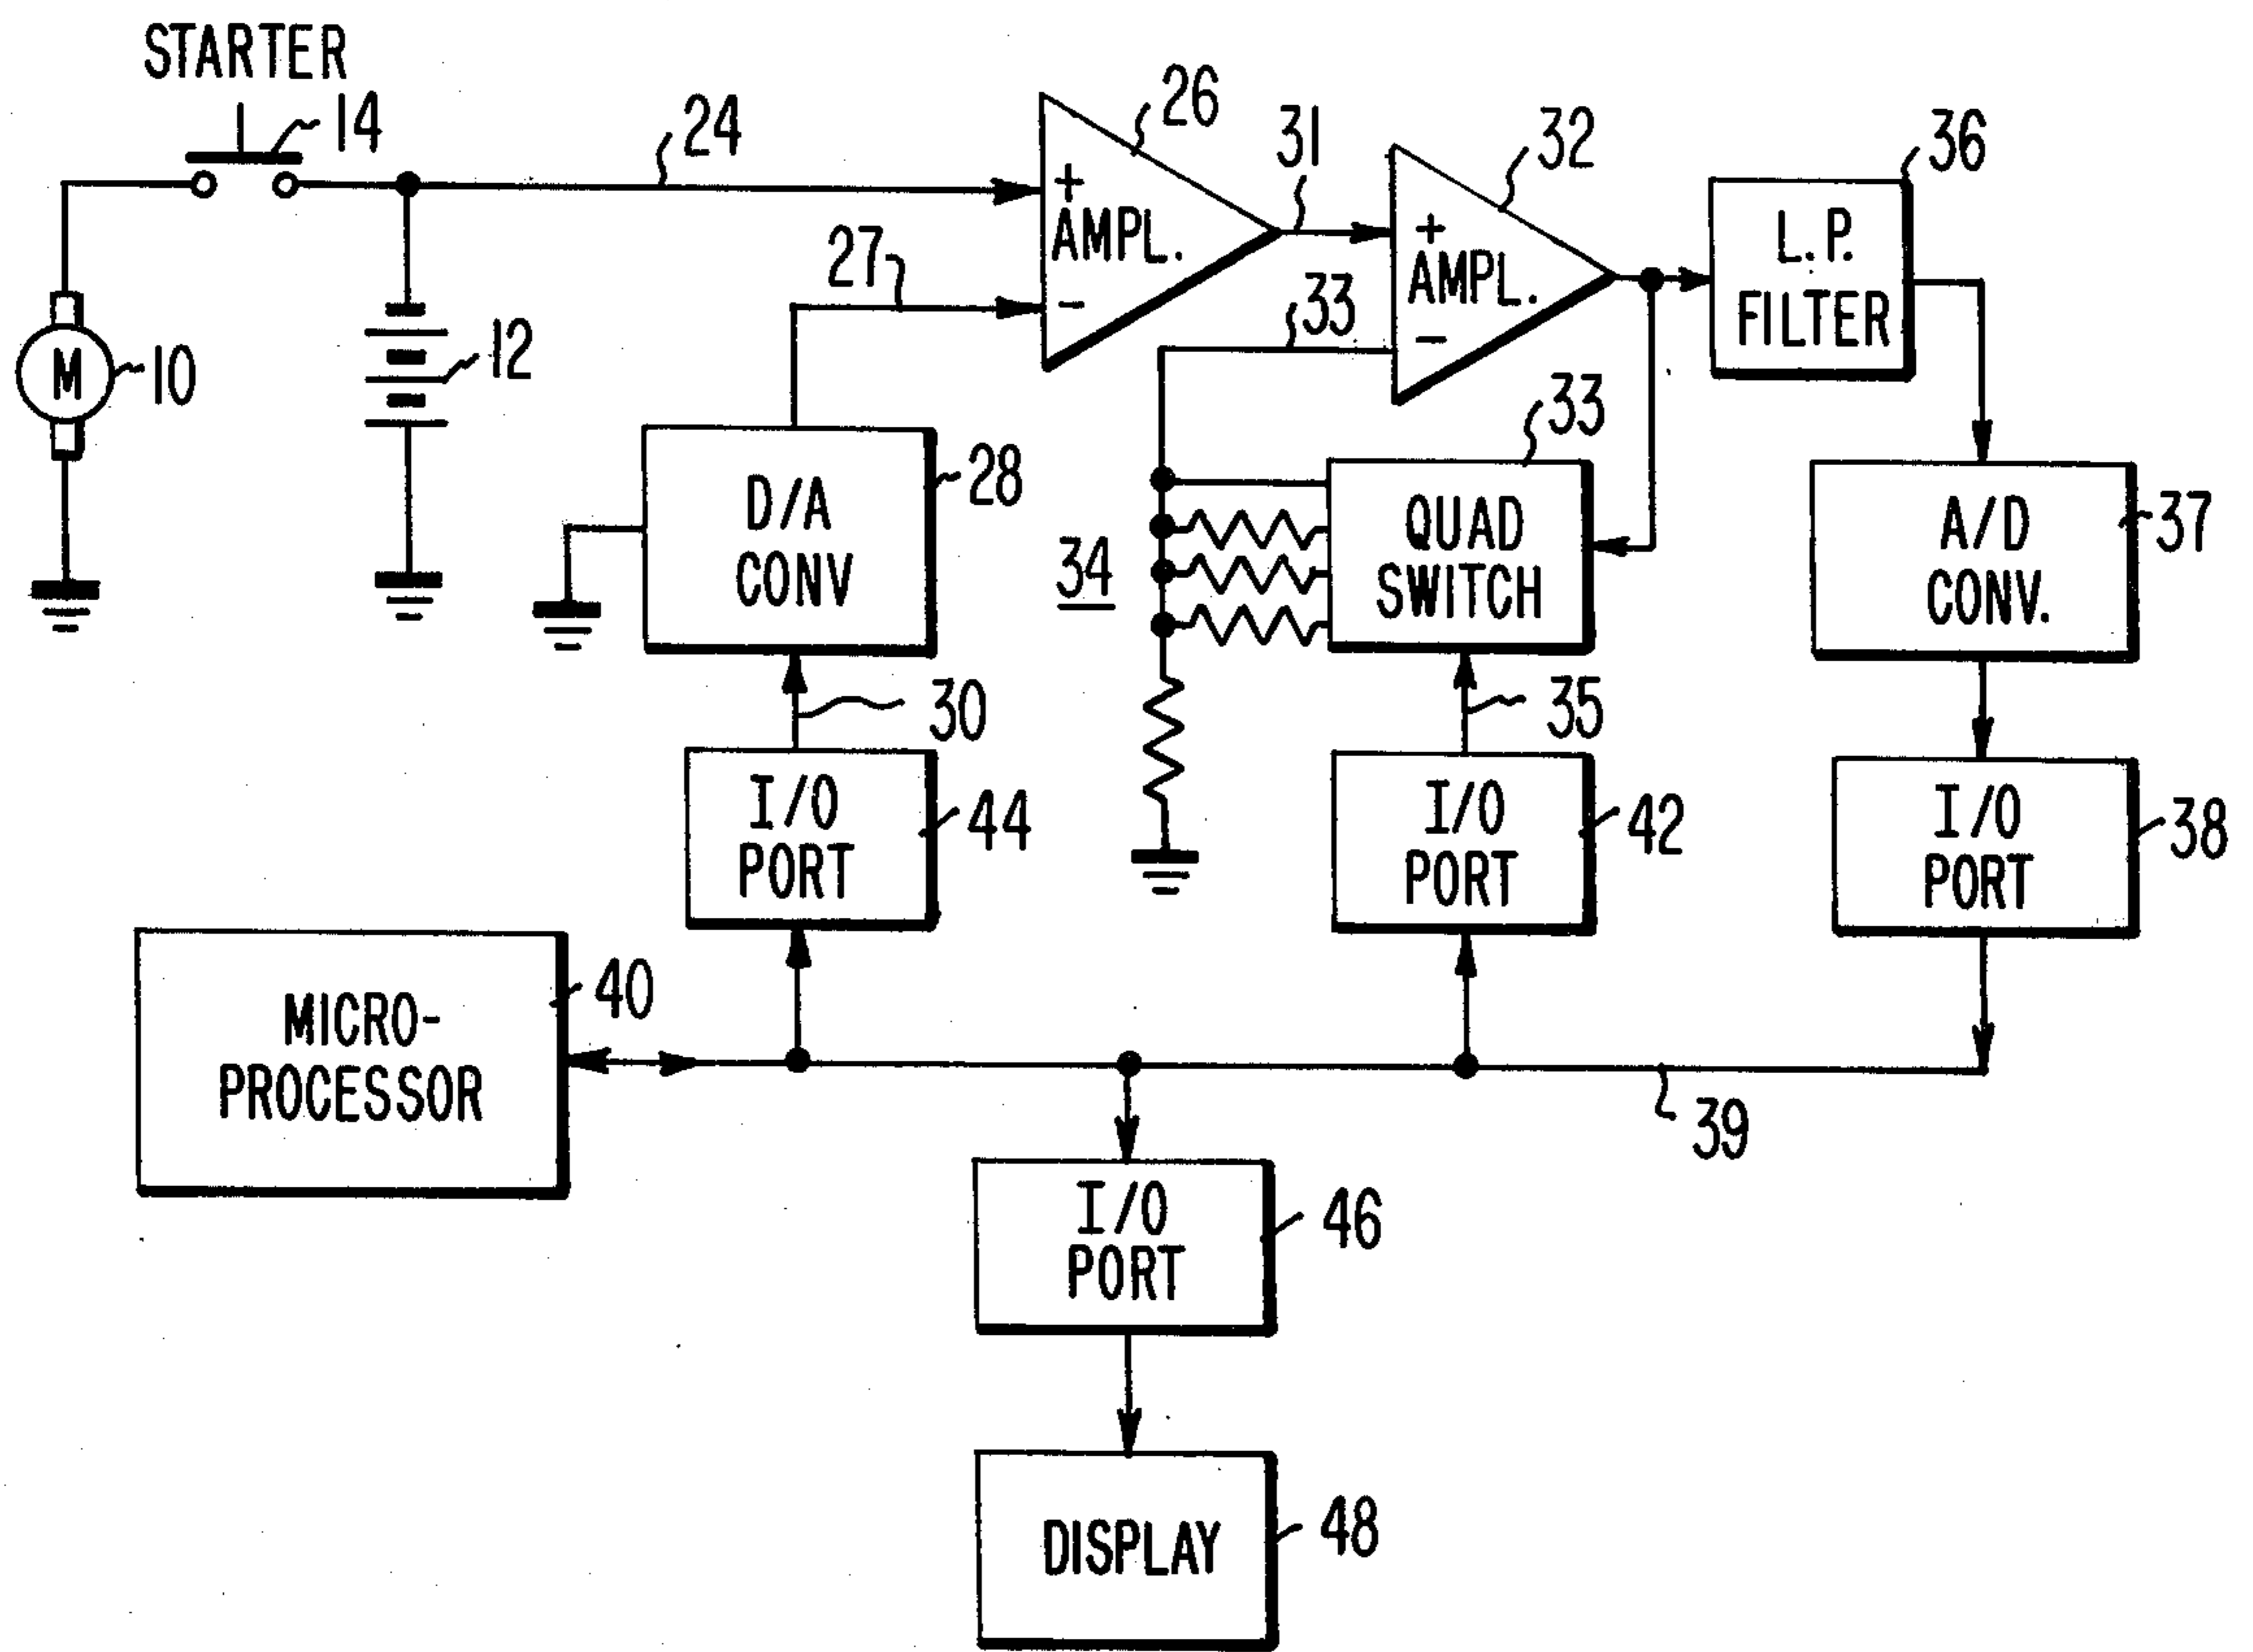 STARTER
14
24
26
31
32
36
+
AMPL.
-
+
AMPL.
-
L.P.
FILTER
27
33
M
10
12
33
D/A
CONV
28
34
QUAD
SWITCH
A/D
CONV.
37
30
35
I/O
PORT
44
I/O
PORT
42
I/O
PORT
38
MICRO-
PROCESSOR
40
39
I/O
PORT
46
DISPLAY
48